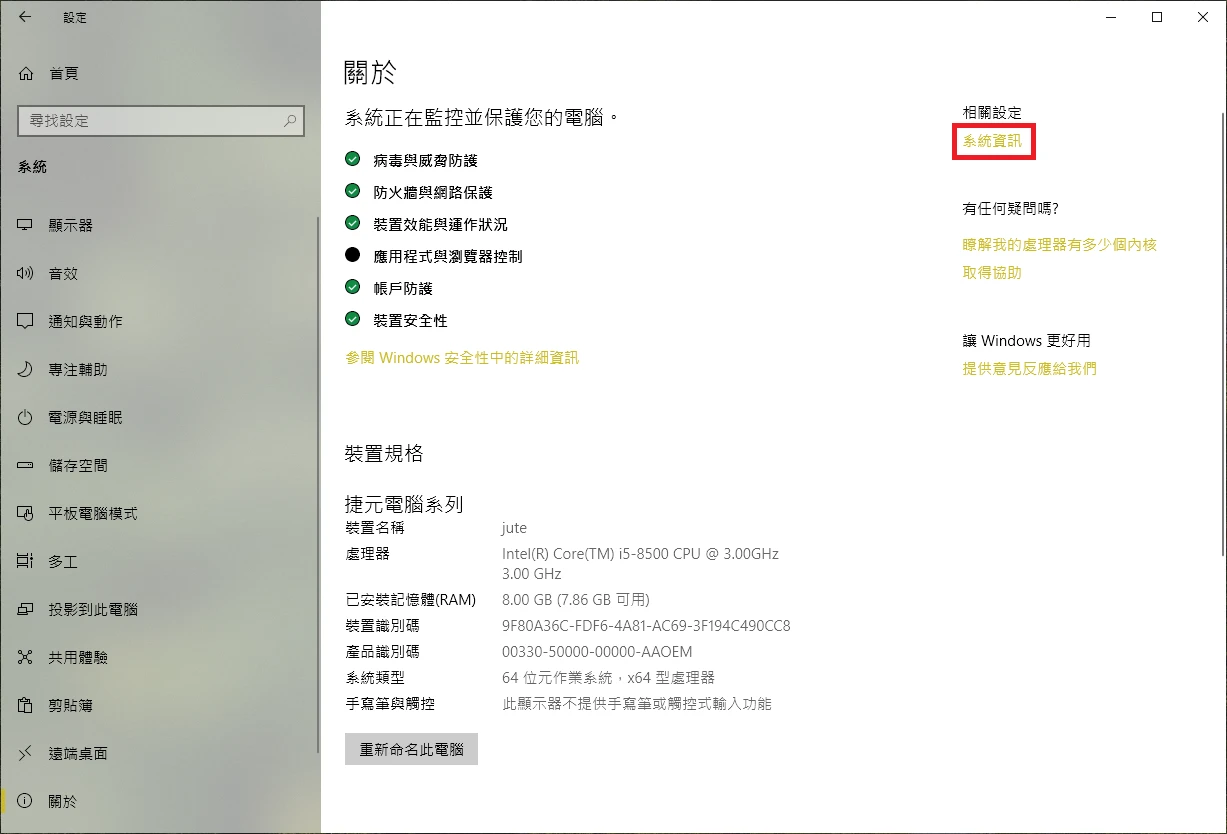 設定
首頁
尋找設定
系統
顯示器
音效
通知與動作
專注輔助
電源與睡眠
儲存空間
平板電腦模式
多工
投影到此電腦
共用體驗
剪貼簿
遠端桌面
關於
關於
系統正在監控並保護您的電腦。
病毒與威脅防護
防火牆與網路保護
裝置效能與運作狀況
應用程式與瀏覽器控制
帳戶防護
裝置安全性
參閱 Windows 安全性中的詳細資訊
裝置規格
捷元電腦系列
裝置名稱 jute
處理器 Intel(R) Core(TM) i5-8500 CPU @ 3.00GHz
3.00 GHz
已安裝記憶體(RAM) 8.00 GB (7.86 GB 可用)
裝置識別碼 9F80A36C-FDF6-4A81-AC69-3F194C490CC8
產品識別碼 00330-50000-00000-AAOEM
系統類型 64 位元作業系統，x64 型處理器
手寫筆與觸控 此顯示器不提供手寫筆或觸控式輸入功能
重新命名此電腦
相關設定
系統資訊
有任何疑問嗎?
瞭解我的處理器有多少個內核
取得協助
讓 Windows 更好用
提供意見反應給我們